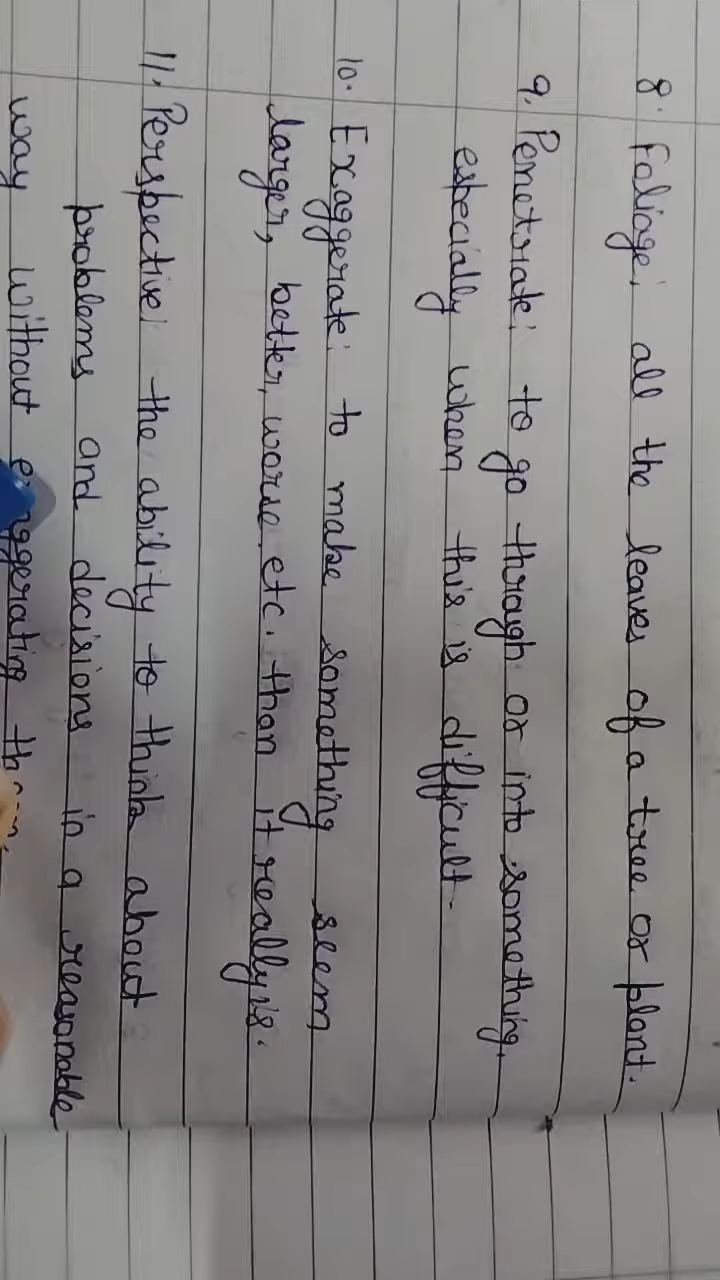 8. Foliage: all the leaves of a tree or plant.
9. Penetrate: to go through or into something,
especially when this is difficult.
10. Exaggerate: to make something seem
larger, better, worse etc. than it really is.
11. Perspective: the ability to think about
problems and decisions in a reasonable
way without